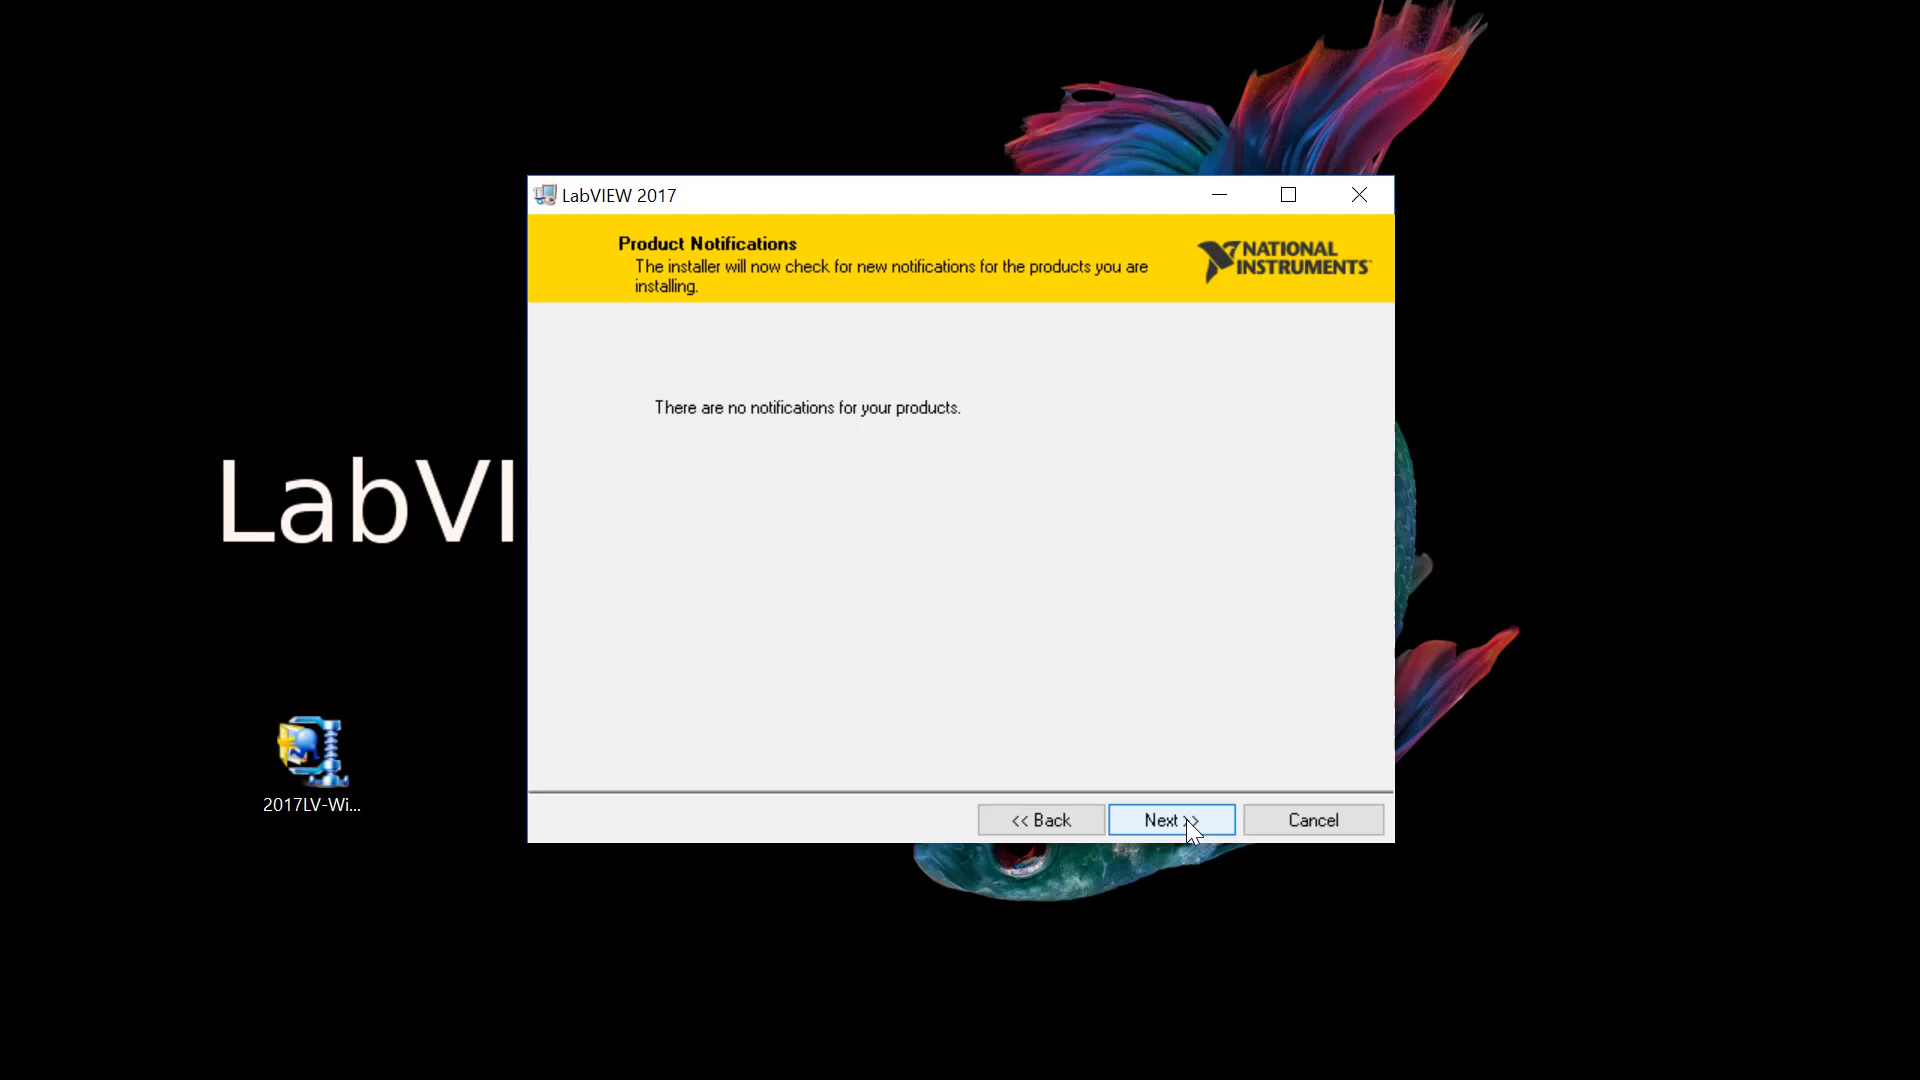 LabVIEW 2017
Product Notifications
The installer will now check for new notifications for the products you are
installing.
NATIONAL
INSTRUMENTS
There are no notifications for your products.
LabVI
2017LV-Wi...
<< Back
Next >>
Cancel